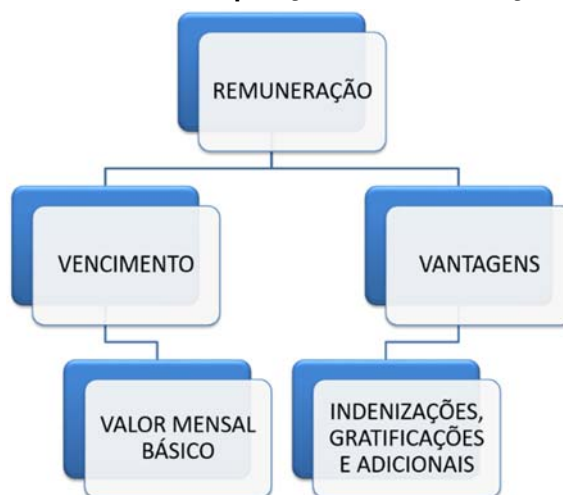 REMUNERAÇÃO
VENCIMENTO
VANTAGENS
VALOR MENSAL
BÁSICO
INDENIZAÇÕES,
GRATIFICAÇÕES
E ADICIONAIS